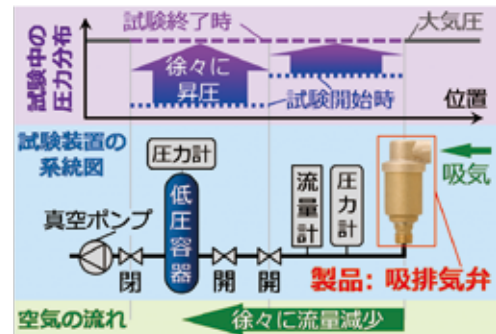 試験中の
圧力分布
試験終了時
大気圧
徐々に
昇圧
試験開始時
位置
試験装置の
系統図
圧力計
低圧容器
真空ポンプ
流量計
圧力計
吸気
閉
開
開
製品: 吸排気弁
空気の流れ
徐々に流量減少